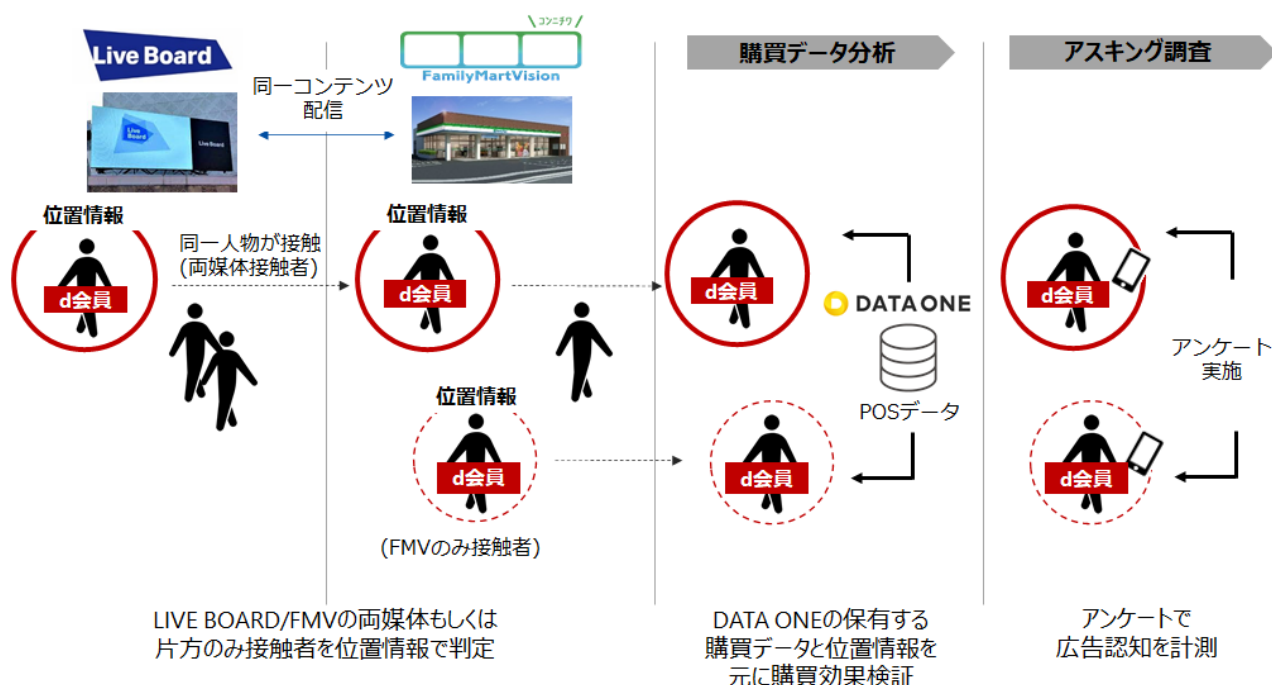 Live Board
コンニチワ
FamilyMartVision
同一コンテンツ
配信
Live
Board
Live Board
購買データ分析
アスキング調査
位置情報
位置情報
同一人物が接触
(両媒体接触者)
d会員
d会員
d会員
d会員
DATA ONE
POSデータ
アンケート
実施
位置情報
d会員
d会員
d会員
(FMVのみ接触者)
LIVE BOARD/FMVの両媒体もしくは
片方のみ接触者を位置情報で判定
DATA ONEの保有する
購買データと位置情報を
元に購買効果検証
アンケートで
広告認知を計測